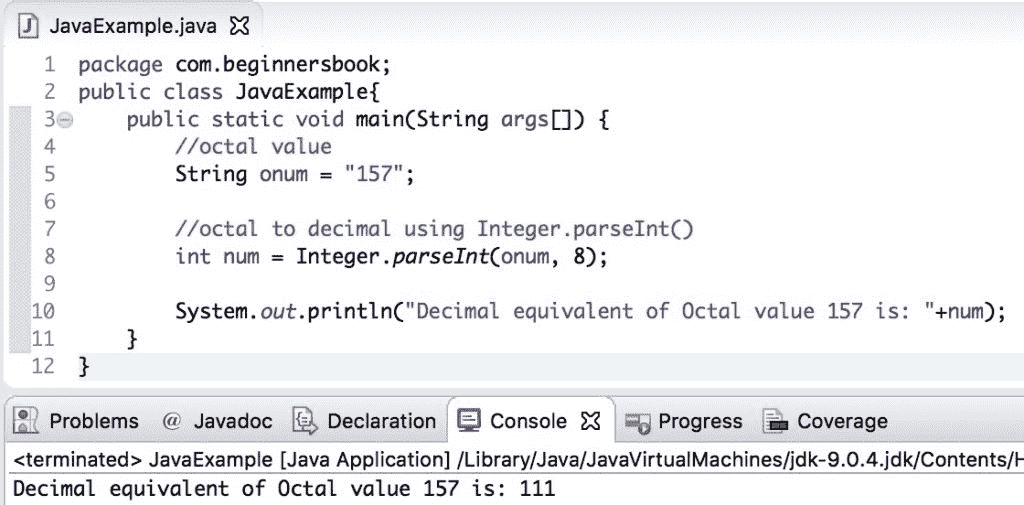 JavaExample.java
1 package com.beginnersbook;
2 public class JavaExample{
3 public static void main(String args[]) {
4 //octal value
5 String onum = "157";
6
7 //octal to decimal using Integer.parseInt()
8 int num = Integer.parseInt(onum, 8);
9
10 System.out.println("Decimal equivalent of Octal value 157 is: "+num);
11 }
12 }
Problems @ Javadoc Declaration Console Progress Coverage
<terminated> JavaExample [Java Application] /Library/Java/JavaVirtualMachines/jdk-9.0.4.jdk/Contents/H
Decimal equivalent of Octal value 157 is: 111